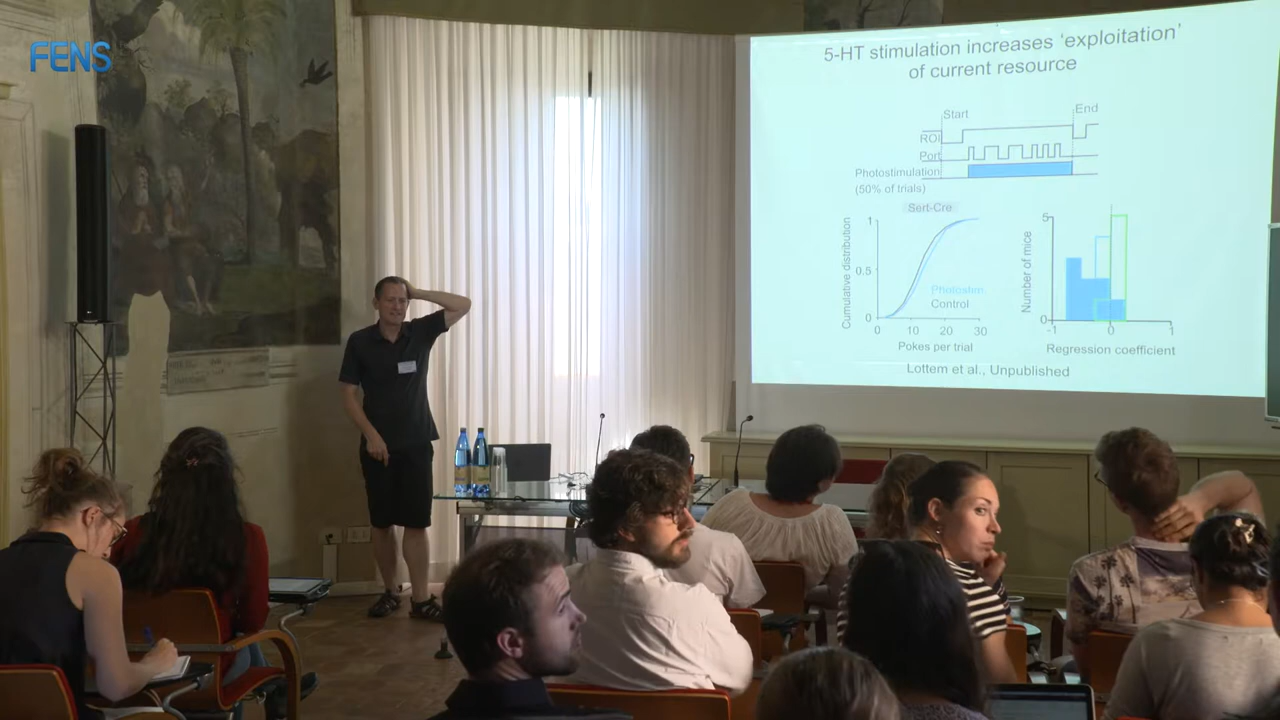 FENS
5-HT stimulation increases ‘exploitation’
of current resource
Start
End
ROI
Port
Photostimulation
(50% of trials)
Sert-Cre
Cumulative distribution
1
0.5
0
0
10
20
30
Photostim.
Control
Pokes per trial
Number of mice
5
0
-1
0
1
Regression coefficient
Lottem et al., Unpublished